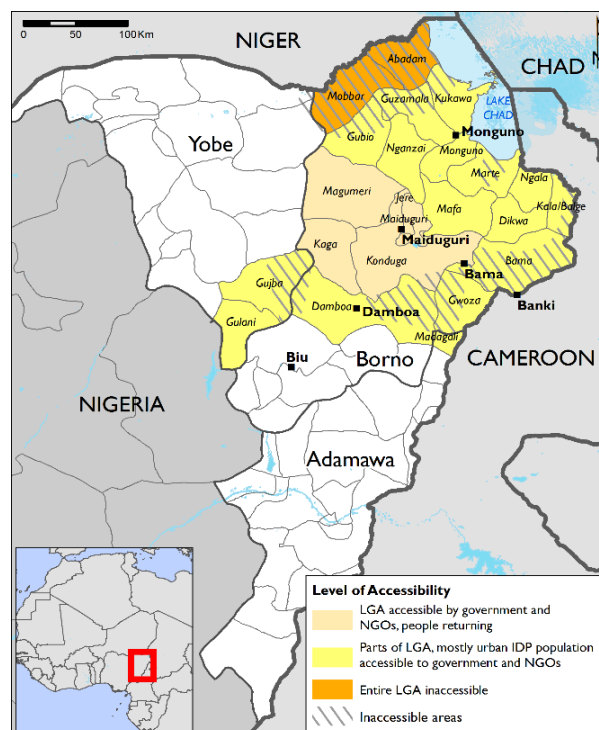 0 50 100 Km
NIGER
CHAD
Abadam
Mobbar
Guzamala
Kukawa
LAKE
CHAD
Yobe
Gubio
Monguno
Nganzai
Monguno
Marte
Ngala
Kala/Balge
Magumeri
Jere
Mafa
Dikwa
Maiduguri
Maiduguri
Kaga
Konduga
Bama
Bama
Gujba
Gwoza
Banki
Damboa
Damboa
Gulani
Madagali
Biu
Borno
CAMEROON
NIGERIA
Adamawa
Level of Accessibility
LGA accessible by government and
NGOs, people returning
Parts of LGA, mostly urban IDP population
accessible to government and NGOs
Entire LGA inaccessible
Inaccessible areas